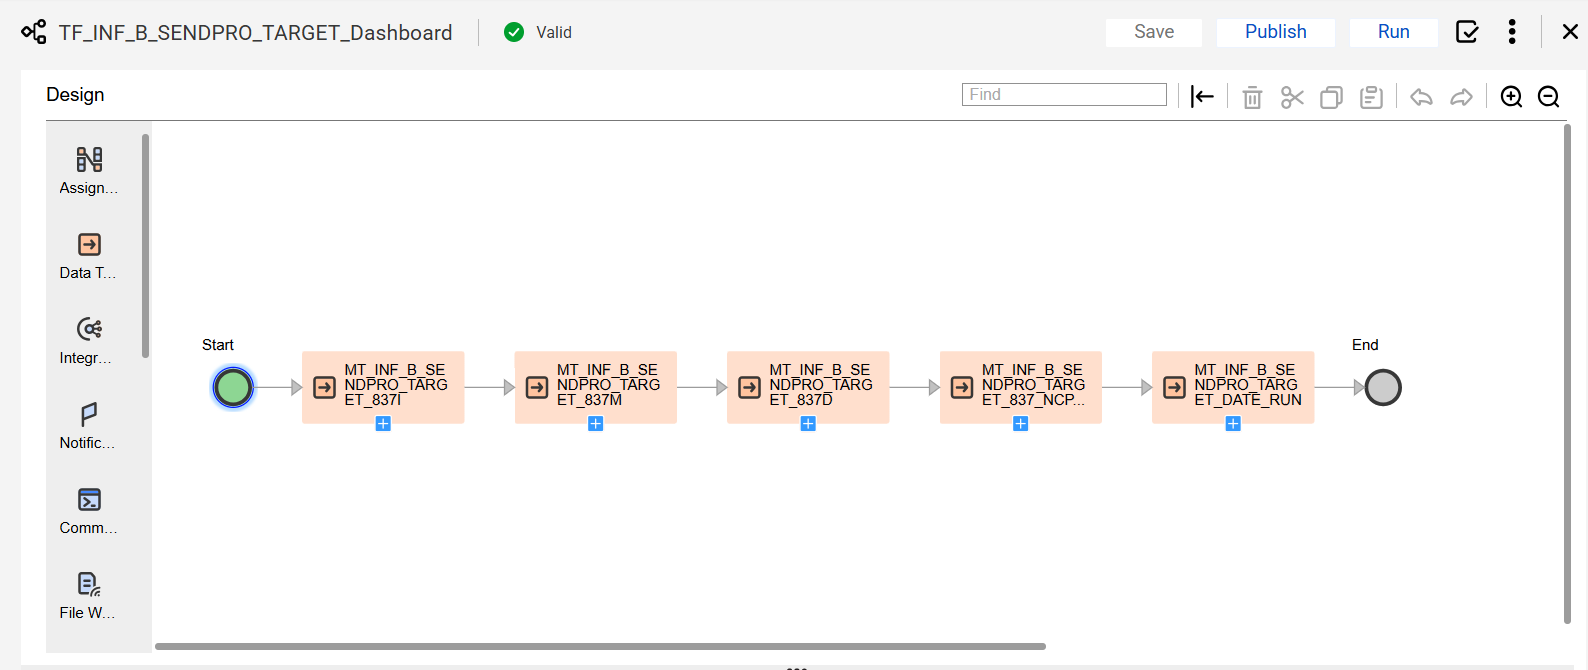 TF_INF_B_SENDPRO_TARGET_Dashboard
Valid
Save
Publish
Run
Design
Find
Assign...
Data T...
Integr...
Notific...
Comm...
File W...
Start
MT_INF_B_SE
NDPRO_TARG
ET_837I
MT_INF_B_SE
NDPRO_TARG
ET_837M
MT_INF_B_SE
NDPRO_TARG
ET_837D
MT_INF_B_SE
NDPRO_TARG
ET_837_NCP...
MT_INF_B_SE
NDPRO_TARG
ET_DATE_RUN
End